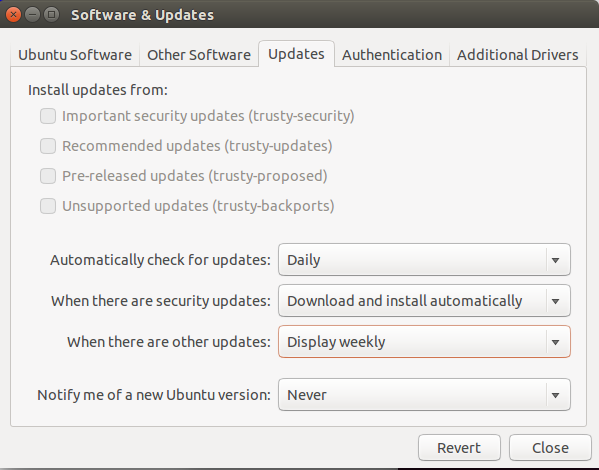 Software & Updates
Ubuntu Software Other Software Updates Authentication Additional Drivers
Install updates from:
Important security updates (trusty-security)
Recommended updates (trusty-updates)
Pre-released updates (trusty-proposed)
Unsupported updates (trusty-backports)
Automatically check for updates: Daily
When there are security updates: Download and install automatically
When there are other updates: Display weekly
Notify me of a new Ubuntu version: Never
Revert Close